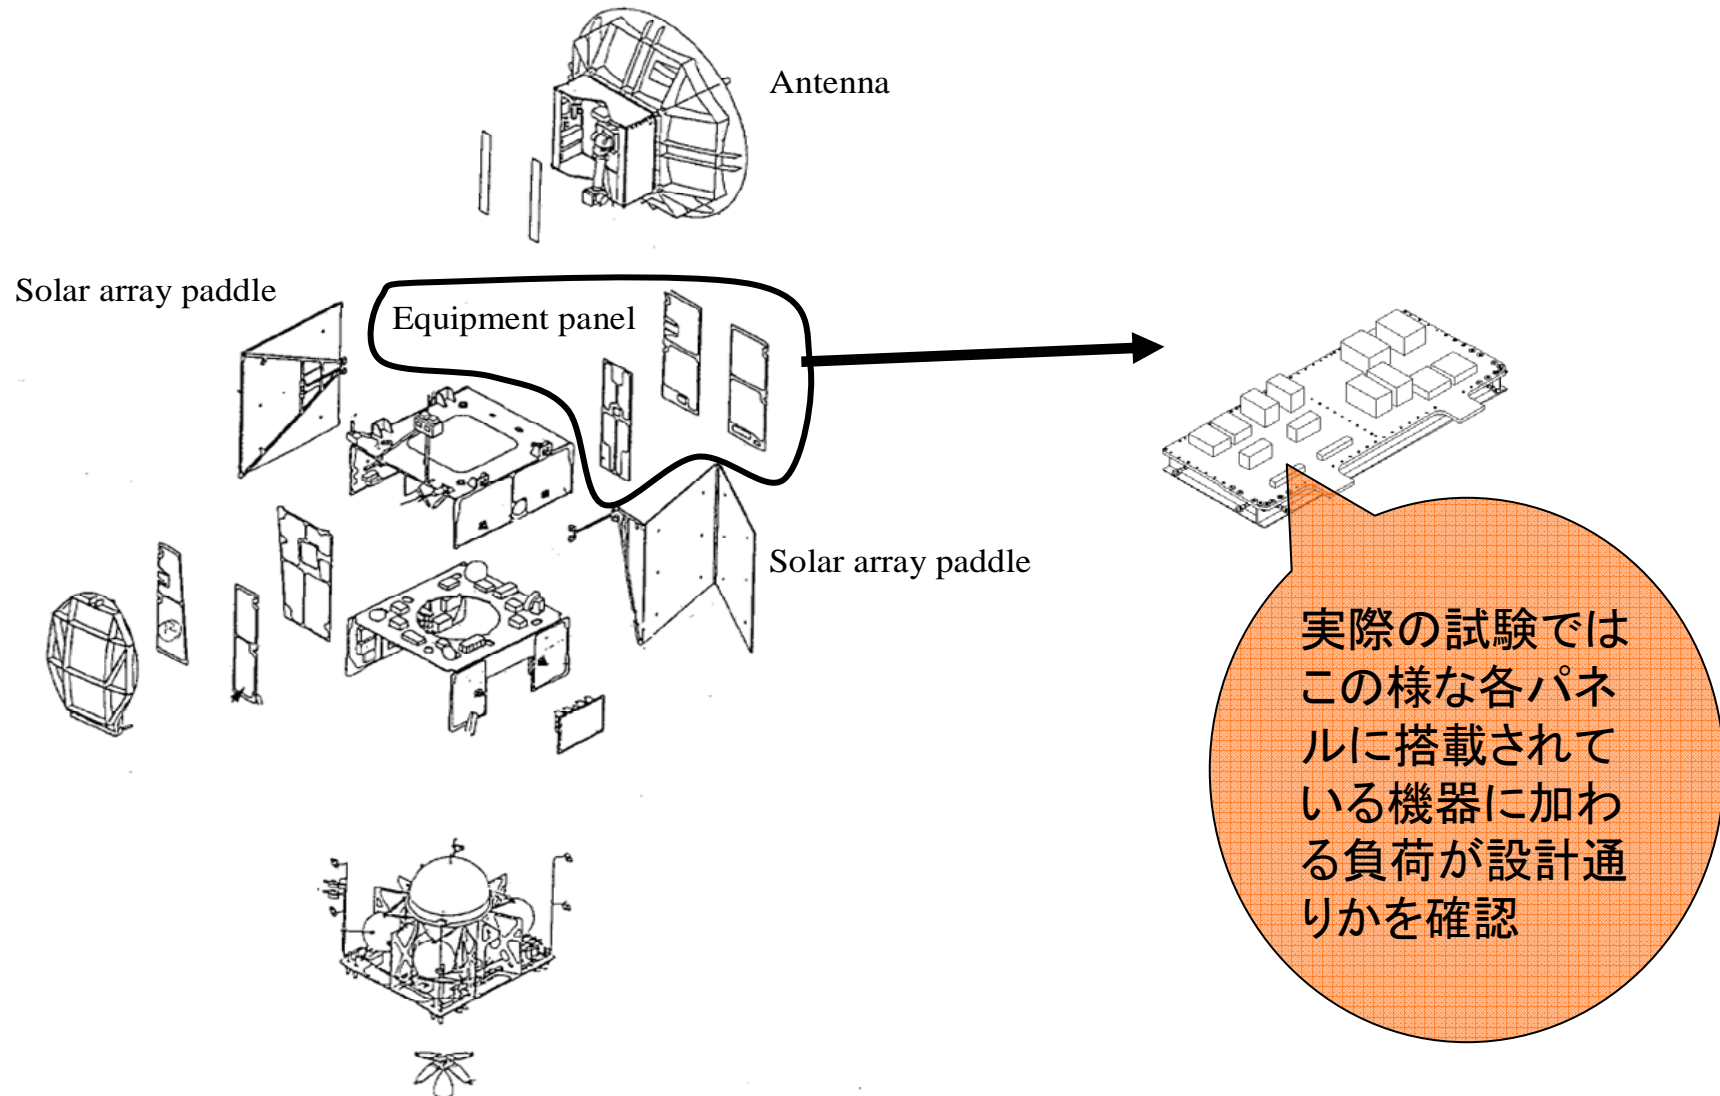 Antenna
Solar array paddle
Equipment panel
Solar array paddle
実際の試験では
この様な各パネ
ルに搭載されて
いる機器に加わ
る負荷が設計通
りかを確認